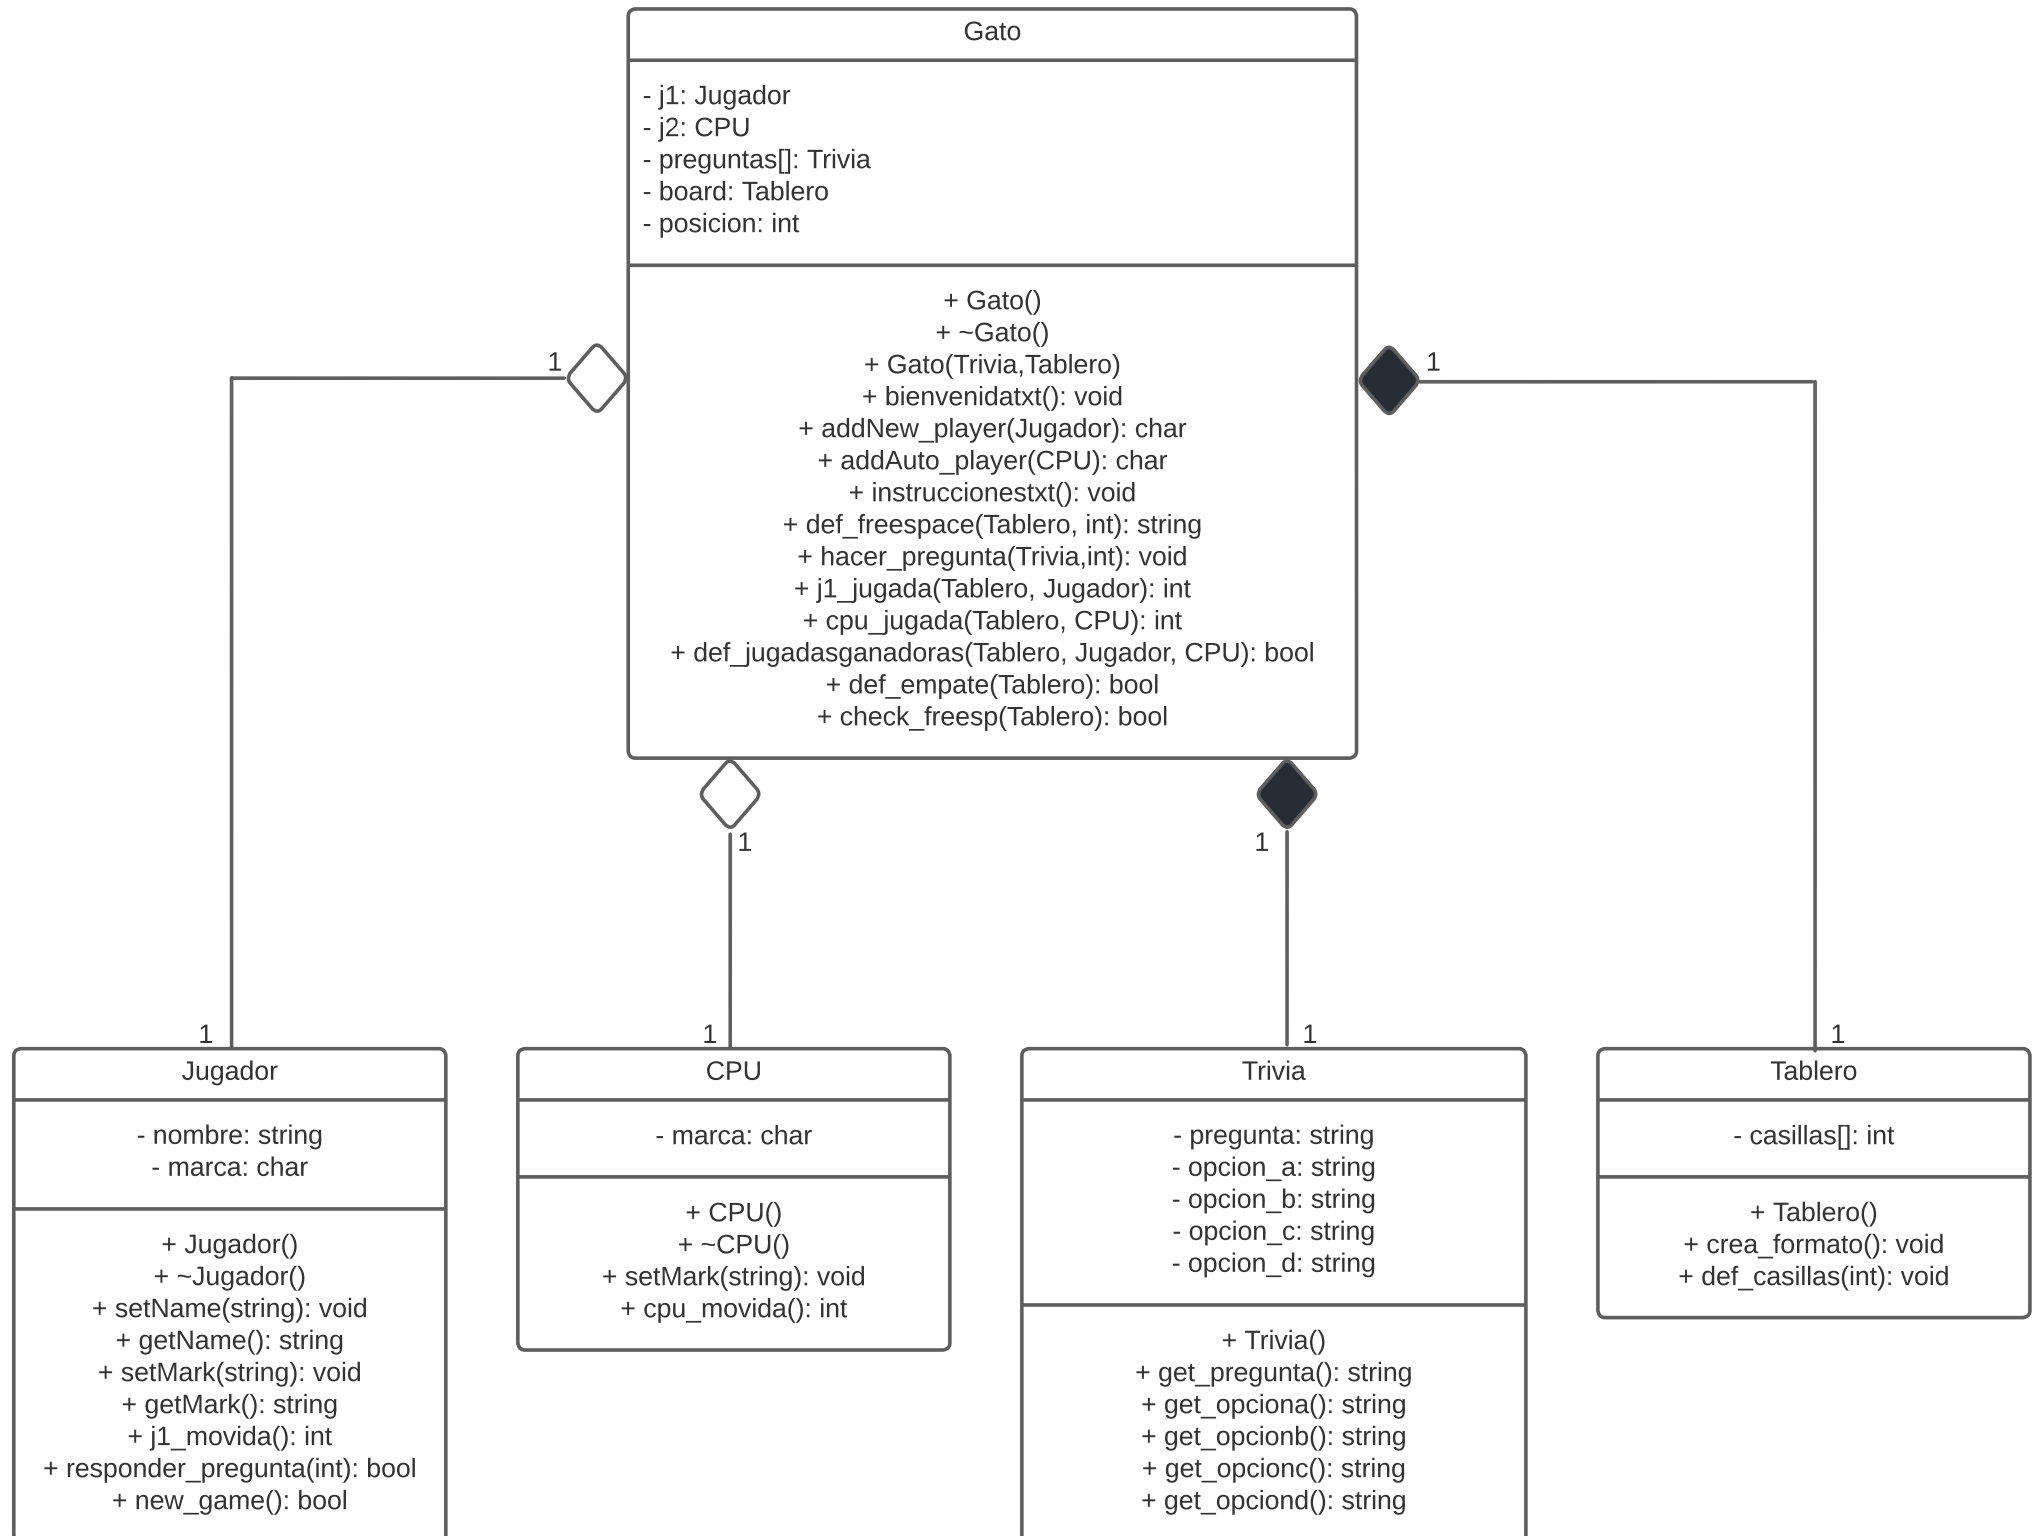 Gato
- j1: Jugador
- j2: CPU
- preguntas[]: Trivia
- board: Tablero
- posicion: int
+ Gato()
+ ~Gato()
+ Gato(Trivia,Tablero)
+ bienvenidatxt(): void
+ addNew_player(Jugador): char
+ addAuto_player(CPU): char
+ instruccionestxt(): void
+ def_freespace(Tablero, int): string
+ hacer_pregunta(Trivia,int): void
+ j1_jugada(Tablero, Jugador): int
+ cpu_jugada(Tablero, CPU): int
+ def_jugadasganadoras(Tablero, Jugador, CPU): bool
+ def_empate(Tablero): bool
+ check_freesp(Tablero): bool
1
1
1
1
1
1
1
1
Jugador
- nombre: string
- marca: char
+ Jugador()
+ ~Jugador()
+ setName(string): void
+ getName(): string
+ setMark(string): void
+ getMark(): string
+ j1_movida(): int
+ responder_pregunta(int): bool
+ new_game(): bool
CPU
- marca: char
+ CPU()
+ ~CPU()
+ setMark(string): void
+ cpu_movida(): int
Trivia
- pregunta: string
- opcion_a: string
- opcion_b: string
- opcion_c: string
- opcion_d: string
+ Trivia()
+ get_pregunta(): string
+ get_opciona(): string
+ get_opcionb(): string
+ get_opcionc(): string
+ get_opciond(): string
Tablero
- casillas[]: int
+ Tablero()
+ crea_formato(): void
+ def_casillas(int): void